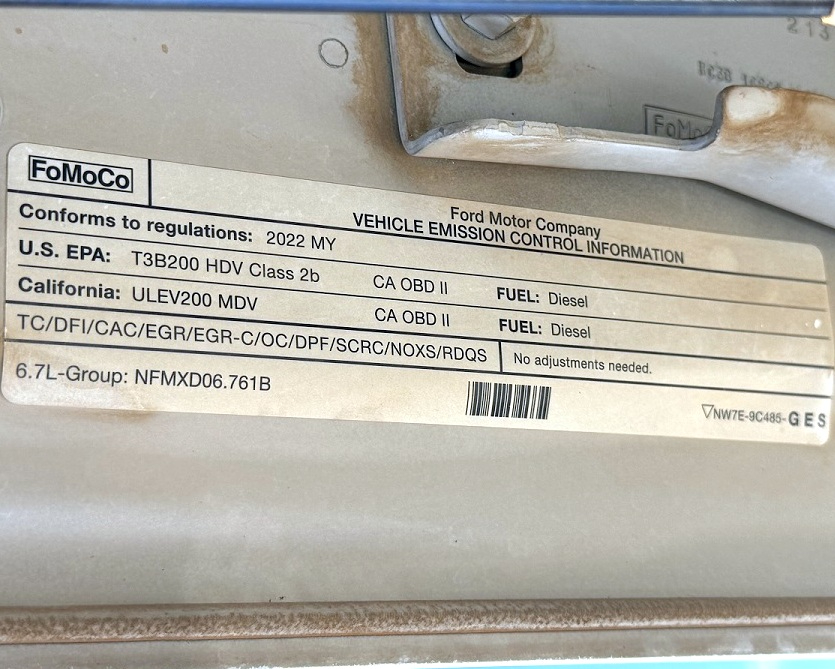 213
FoMo
FoMoCo
Ford Motor Company
VEHICLE EMISSION CONTROL INFORMATION
Conforms to regulations: 2022 MY
U.S. EPA: T3B200 HDV Class 2b CA OBD II FUEL: Diesel
California: ULEV200 MDV CA OBD II FUEL: Diesel
TC/DFI/CAC/EGR/EGR-C/OC/DPF/SCRC/NOXS/RDQS No adjustments needed.
6.7L-Group: NFMXD06.761B
▽NW7E-9C485-GES